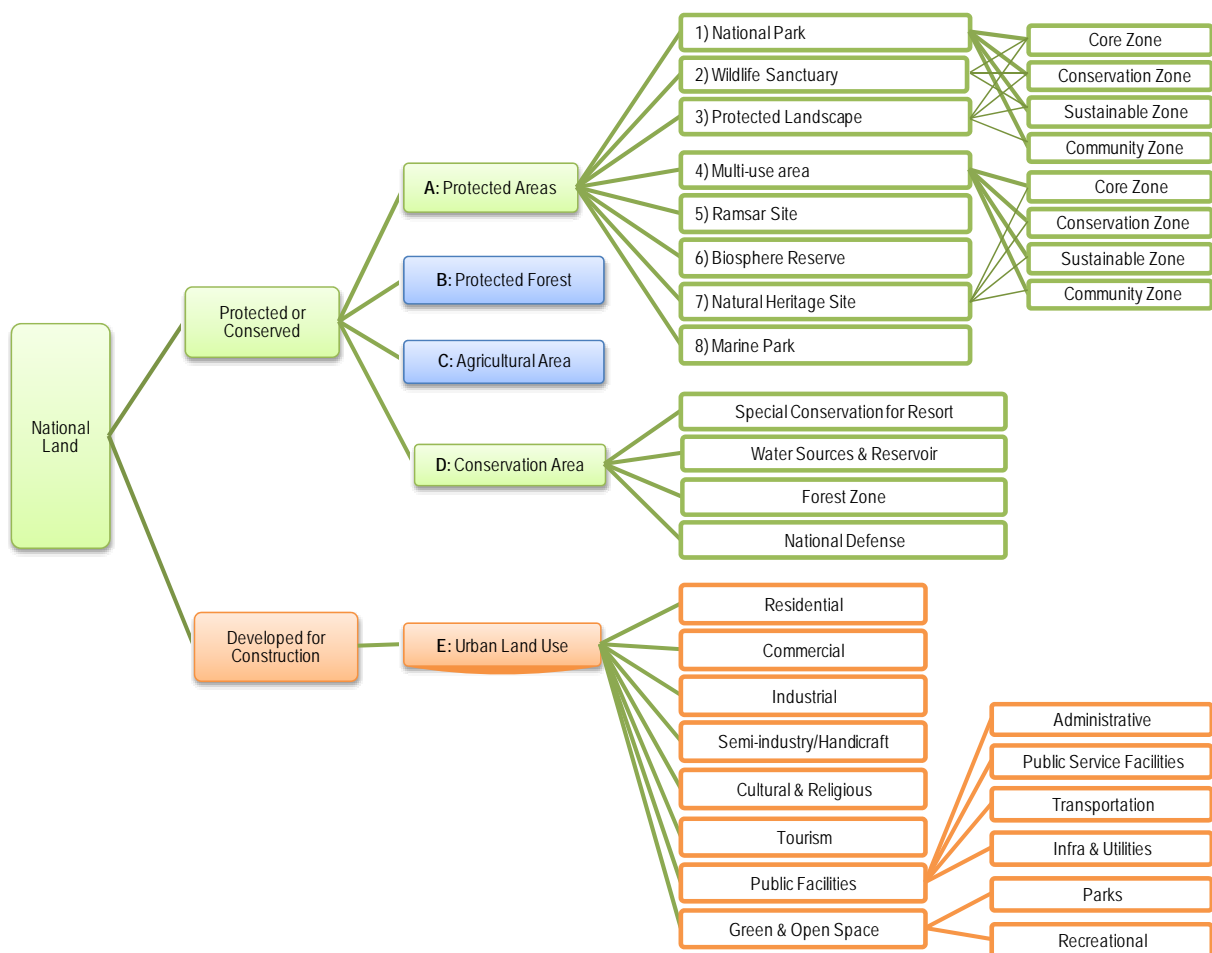 National
Land
Protected or
Conserved
Developed for
Construction
A: Protected Areas
B: Protected Forest
C: Agricultural Area
D: Conservation Area
E: Urban Land Use
1) National Park
2) Wildlife Sanctuary
3) Protected Landscape
4) Multi-use area
5) Ramsar Site
6) Biosphere Reserve
7) Natural Heritage Site
8) Marine Park
Core Zone
Conservation Zone
Sustainable Zone
Community Zone
Core Zone
Conservation Zone
Sustainable Zone
Community Zone
Special Conservation for Resort
Water Sources & Reservoir
Forest Zone
National Defense
Residential
Commercial
Industrial
Semi-industry/Handicraft
Cultural & Religious
Tourism
Public Facilities
Green & Open Space
Administrative
Public Service Facilities
Transportation
Infra & Utilities
Parks
Recreational